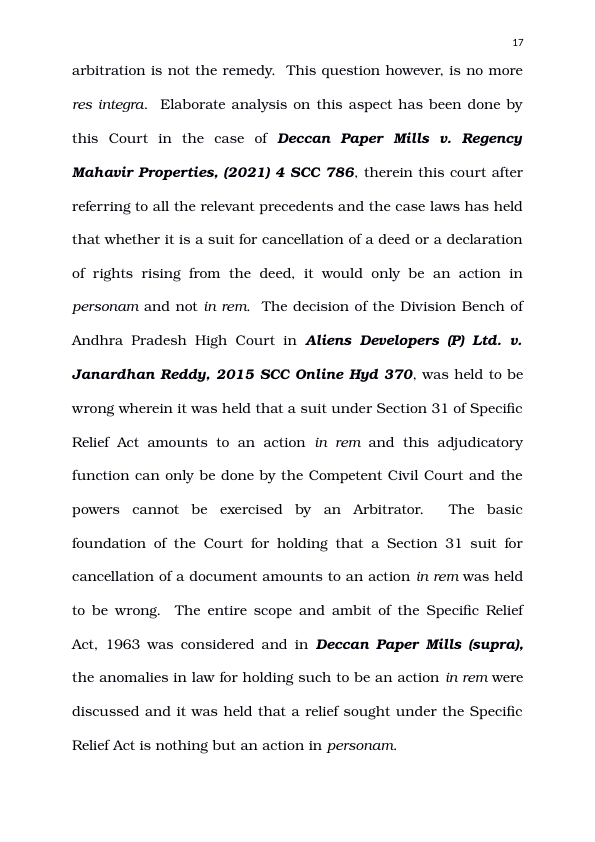 17
arbitration is not the remedy. This question however, is no more
res integra. Elaborate analysis on this aspect has been done by
this Court in the case of Deccan Paper Mills v. Regency
Mahavir Properties, (2021) 4 SCC 786, therein this court after
referring to all the relevant precedents and the case laws has held
that whether it is a suit for cancellation of a deed or a declaration
of rights rising from the deed, it would only be an action in
personam and not in rem. The decision of the Division Bench of
Andhra Pradesh High Court in Aliens Developers (P) Ltd. v.
Janardhan Reddy, 2015 SCC Online Hyd 370, was held to be
wrong wherein it was held that a suit under Section 31 of Specific
Relief Act amounts to an action in rem and this adjudicatory
function can only be done by the Competent Civil Court and the
powers cannot be exercised by an Arbitrator. The basic
foundation of the Court for holding that a Section 31 suit for
cancellation of a document amounts to an action in rem was held
to be wrong. The entire scope and ambit of the Specific Relief
Act, 1963 was considered and in Deccan Paper Mills (supra),
the anomalies in law for holding such to be an action in rem were
discussed and it was held that a relief sought under the Specific
Relief Act is nothing but an action in personam.